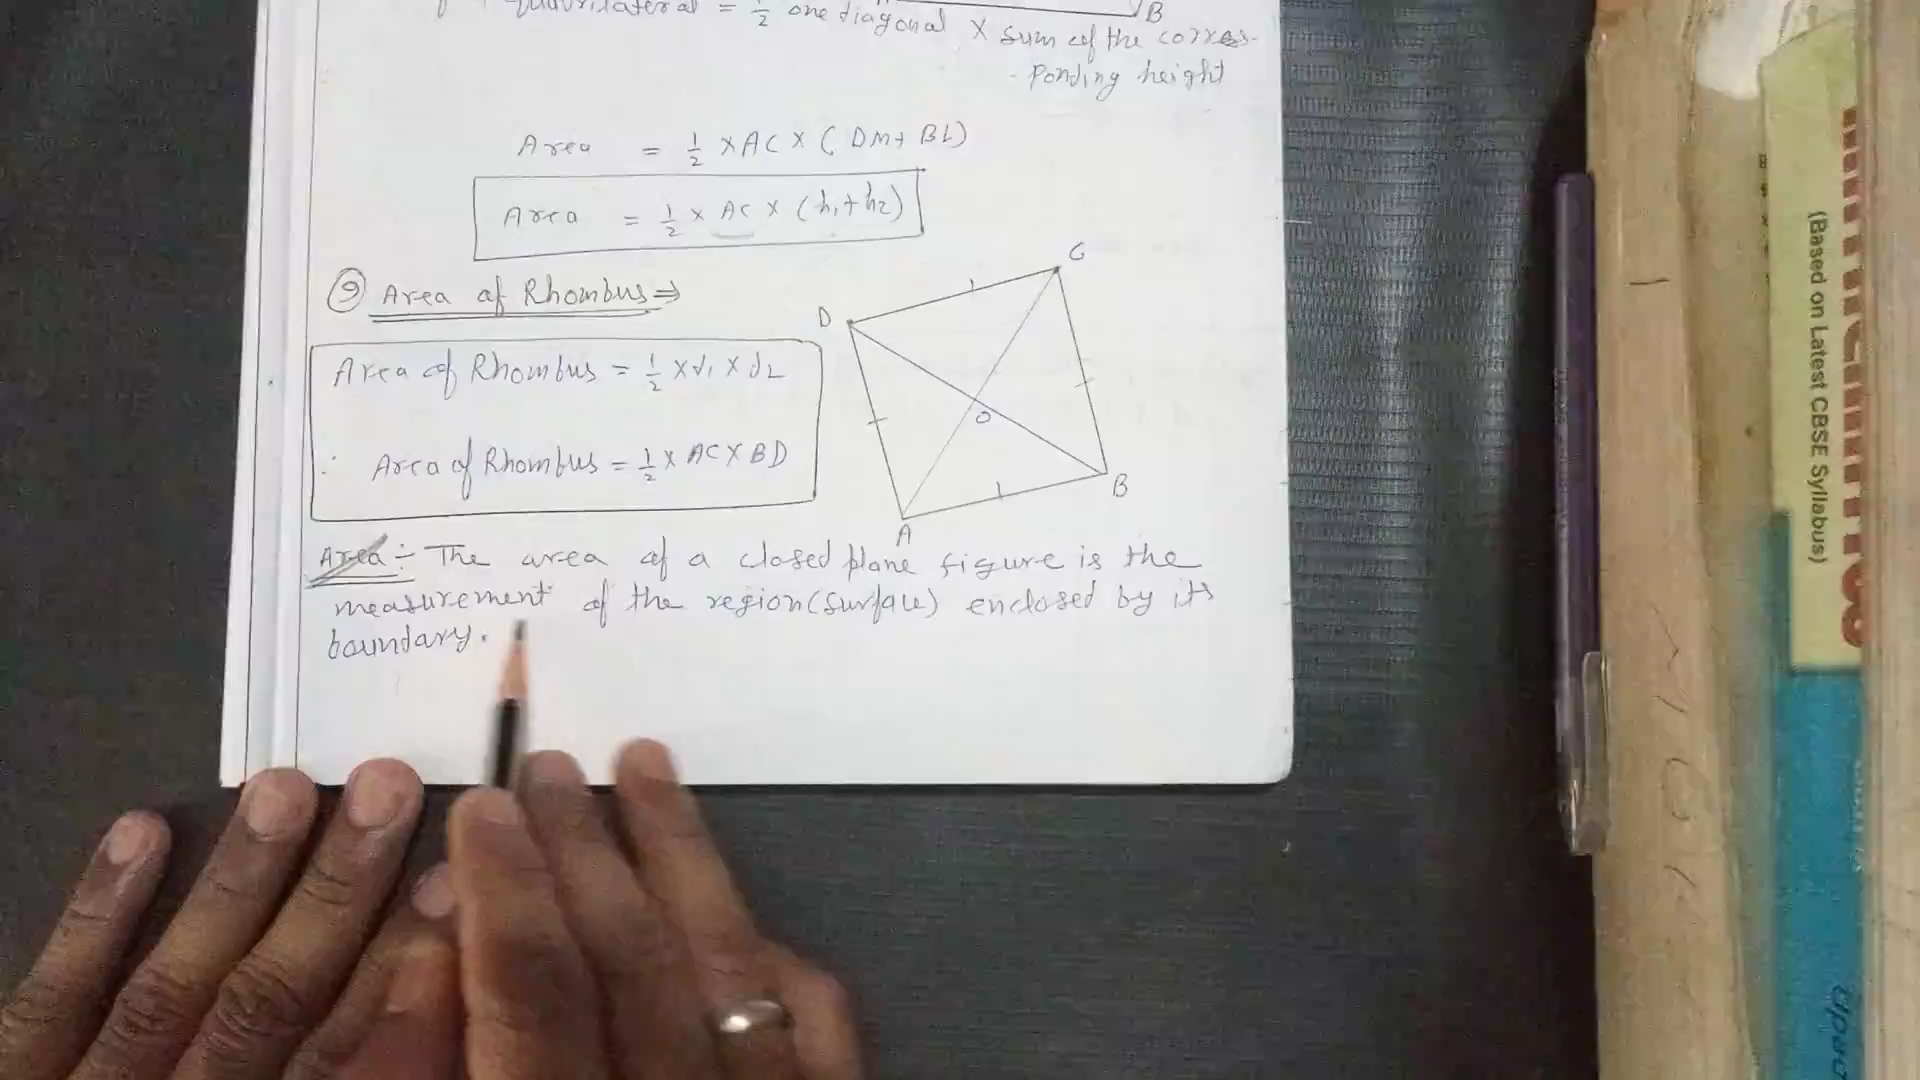 quadrilateral = 1/2 one diagonal × sum of the corres-
B
- ponding height
Area = 1/2 × AC × (DM + BL)
Area = 1/2 × AC × (h1 + h2)
⑨ Area of Rhombus ⇒
Area of Rhombus = 1/2 × d1 × d2
∴ Area of Rhombus = 1/2 × AC × BD
D
C
O
B
A
Area :- The area of a closed plane figure is the
measurement of the region (surface) enclosed by its
boundary.
(Based on Latest CBSE Syllabus)